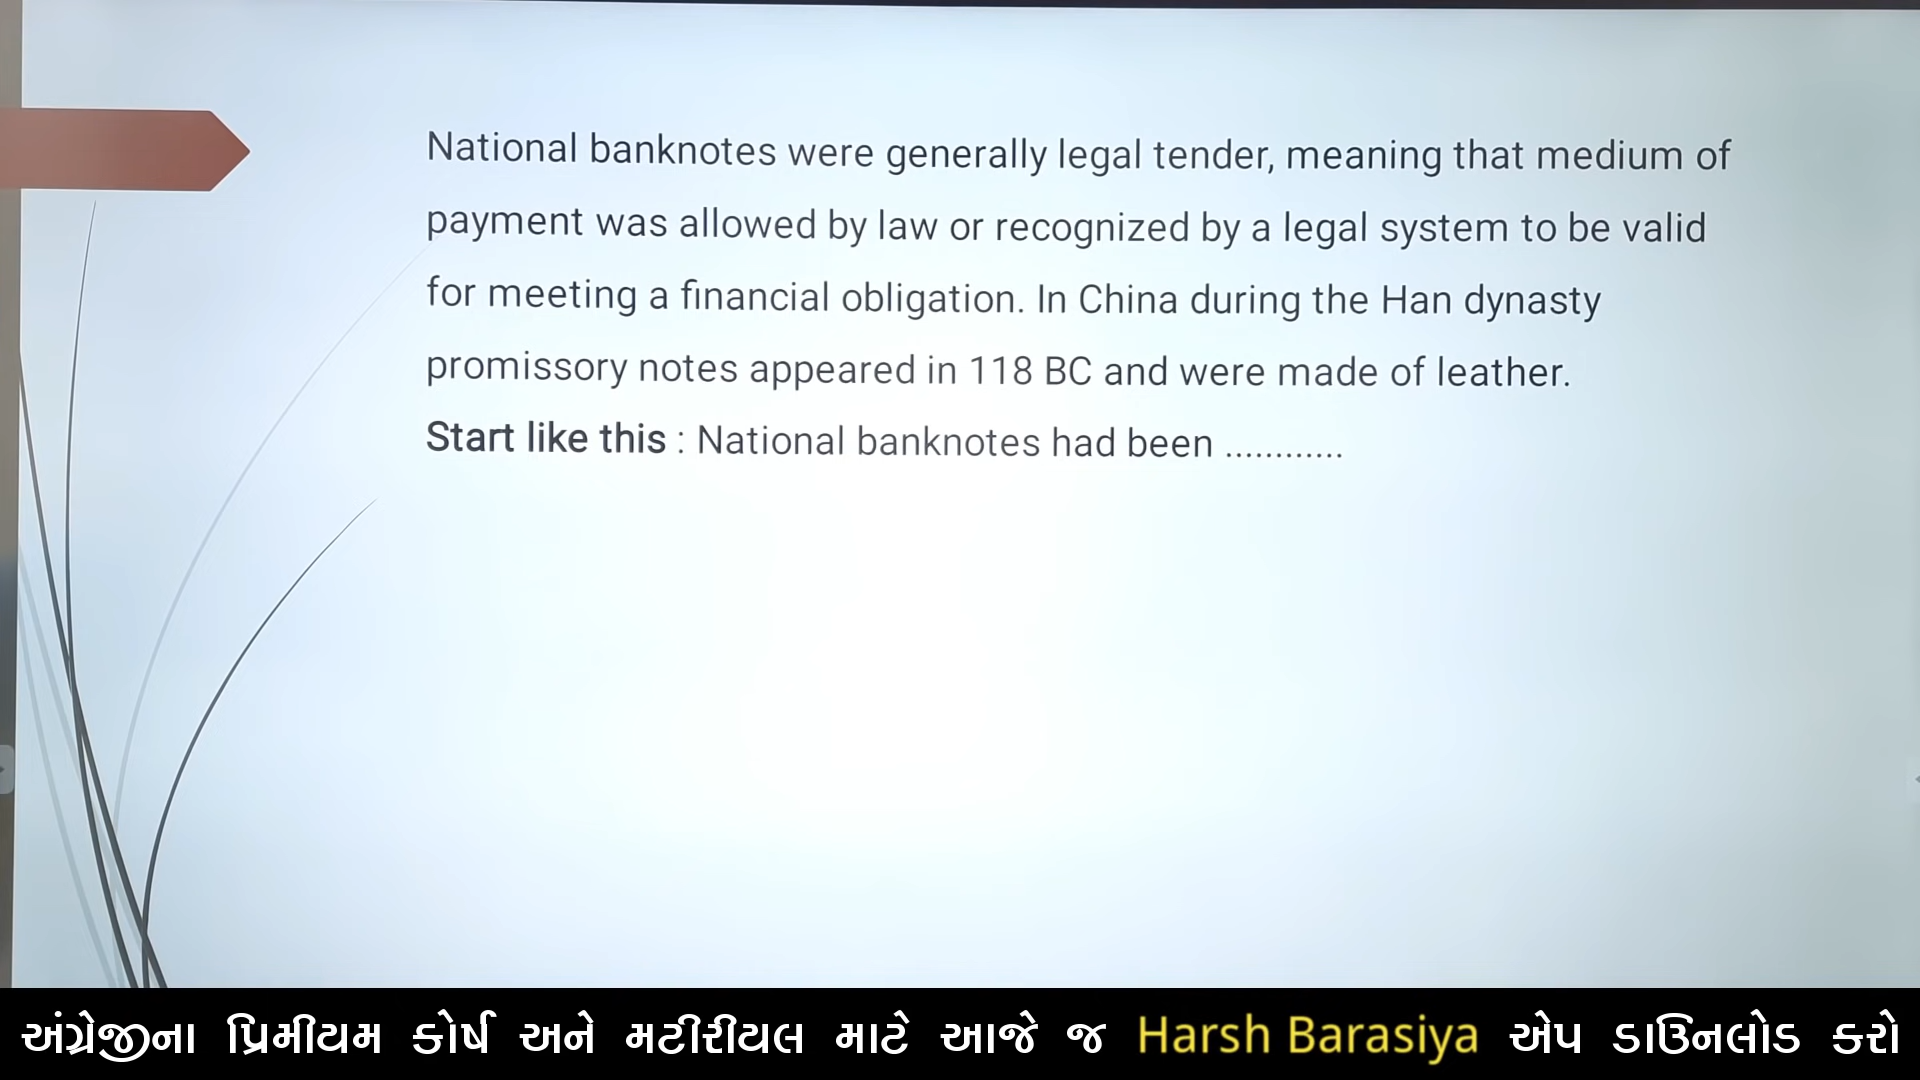 National banknotes were generally legal tender, meaning that medium of
payment was allowed by law or recognized by a legal system to be valid
for meeting a financial obligation. In China during the Han dynasty
promissory notes appeared in 118 BC and were made of leather.
Start like this : National banknotes had been ............
અંગ્રેજીના પ્રિમીયમ કોર્ષ અને મટીરીયલ માટે આજે જ Harsh Barasiya એપ ડાઉનલોડ કરો